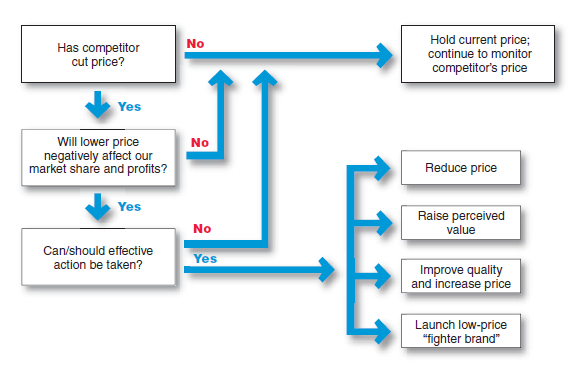 Has competitor
cut price?
No
Hold current price;
continue to monitor
competitor's price
Yes
Will lower price
negatively affect our
market share and profits?
No
Yes
Can/should effective
action be taken?
No
Yes
Reduce price
Raise perceived
value
Improve quality
and increase price
Launch low-price
“fighter brand”